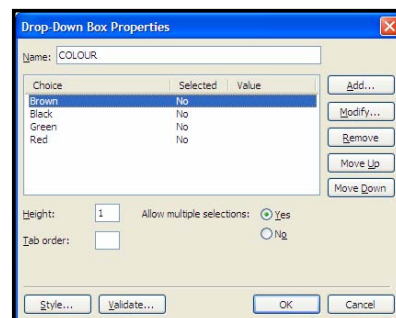 Drop-Down Box Properties
Name: COLOUR
Choice Selected Value
Brown No
Black No
Green No
Red No
Add...
Modify...
Remove
Move Up
Move Down
Height: 1 Allow multiple selections: Yes
No
Tab order:
Style... Validate... OK Cancel